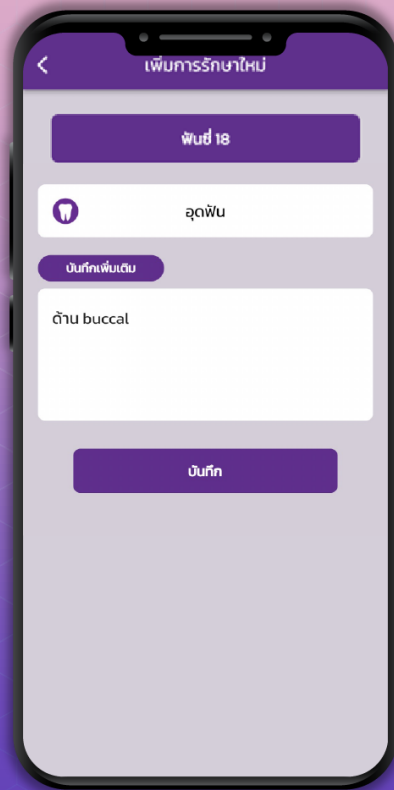 เพิ่มการรักษาใหม่
ฟันซี่ 18
อุดฟัน
บันทึกเพิ่มเติม
ด้าน buccal
บันทึก